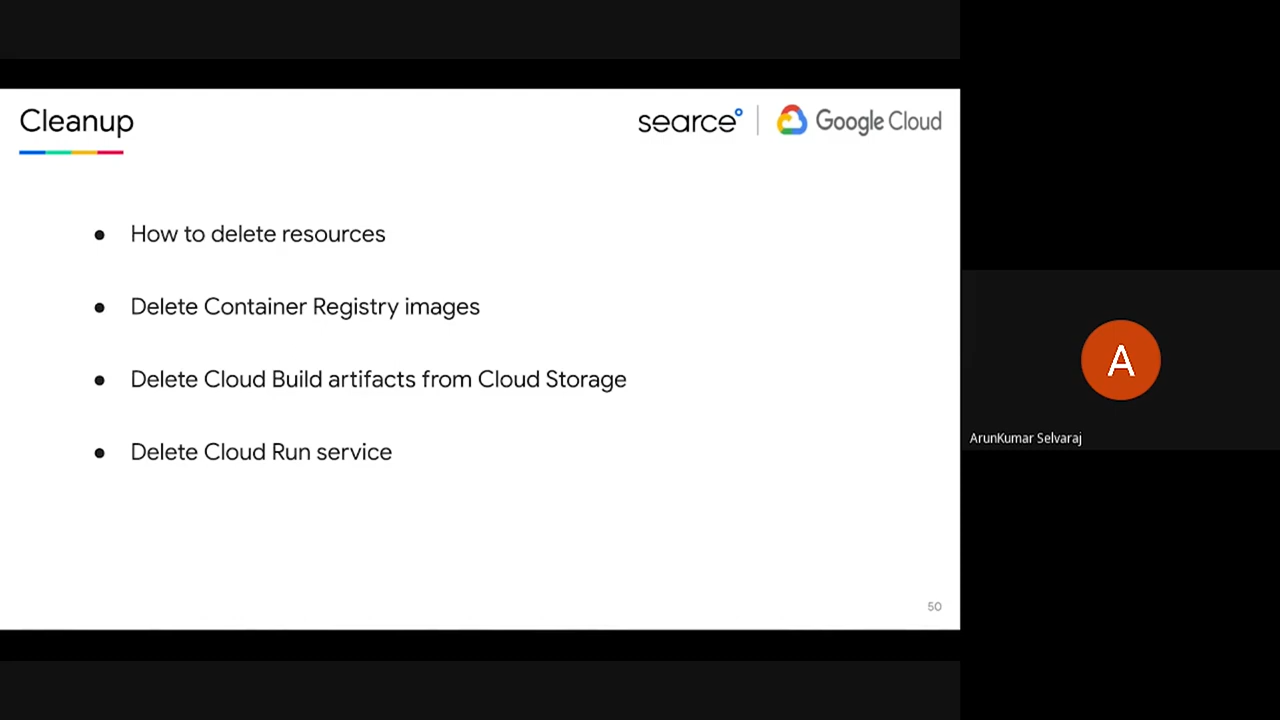 Cleanup
searce
Google Cloud
● How to delete resources
● Delete Container Registry images
● Delete Cloud Build artifacts from Cloud Storage
● Delete Cloud Run service
A
ArunKumar Selvaraj
50